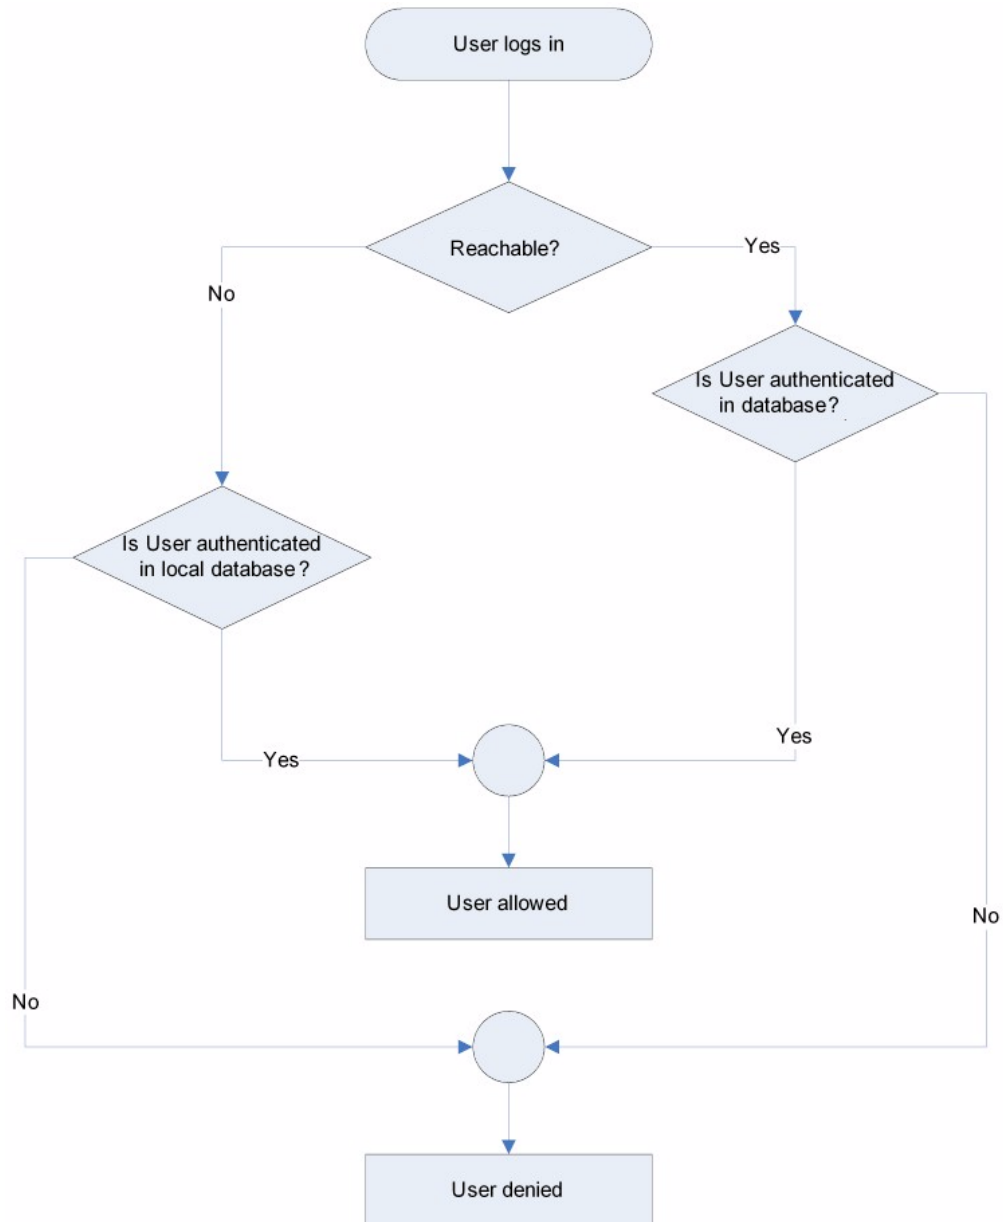 User logs in
Reachable?
Yes
No
Is User authenticated
in database?
Is User authenticated
in local database?
Yes
Yes
User allowed
No
No
User denied